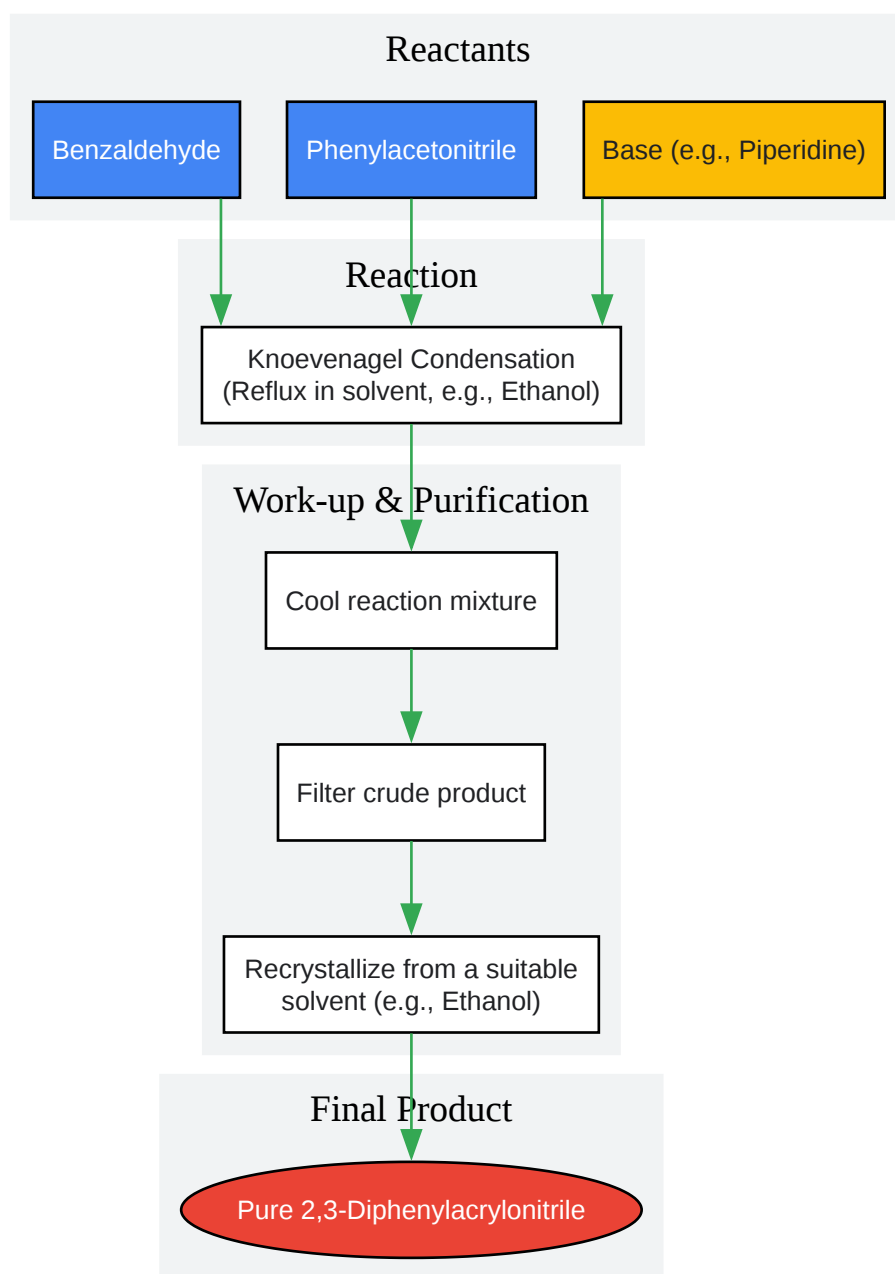 Reactants
Benzaldehyde
Phenylacetonitrile
Base (e.g., Piperidine)
Reaction
Knoevenagel Condensation
(Reflux in solvent, e.g., Ethanol)
Work-up & Purification
Cool reaction mixture
Filter crude product
Recrystallize from a suitable
solvent (e.g., Ethanol)
Final Product
Pure 2,3-Diphenylacrylonitrile